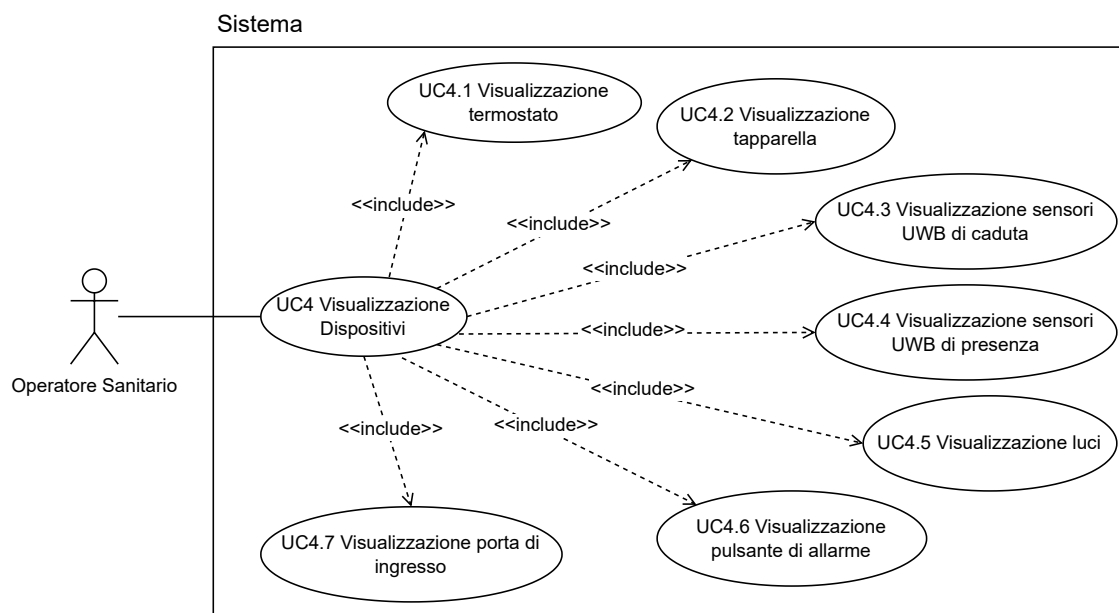 Sistema
UC4.1 Visualizzazione
termostato
UC4.2 Visualizzazione
tapparella
<<include>>
<<include>>
UC4.3 Visualizzazione sensori
UWB di caduta
<<include>>
UC4 Visualizzazione
Dispositivi
<<include>>
UC4.4 Visualizzazione sensori
UWB di presenza
Operatore Sanitario
<<include>>
<<include>>
<<include>>
UC4.5 Visualizzazione luci
UC4.6 Visualizzazione
pulsante di allarme
UC4.7 Visualizzazione porta di
ingresso